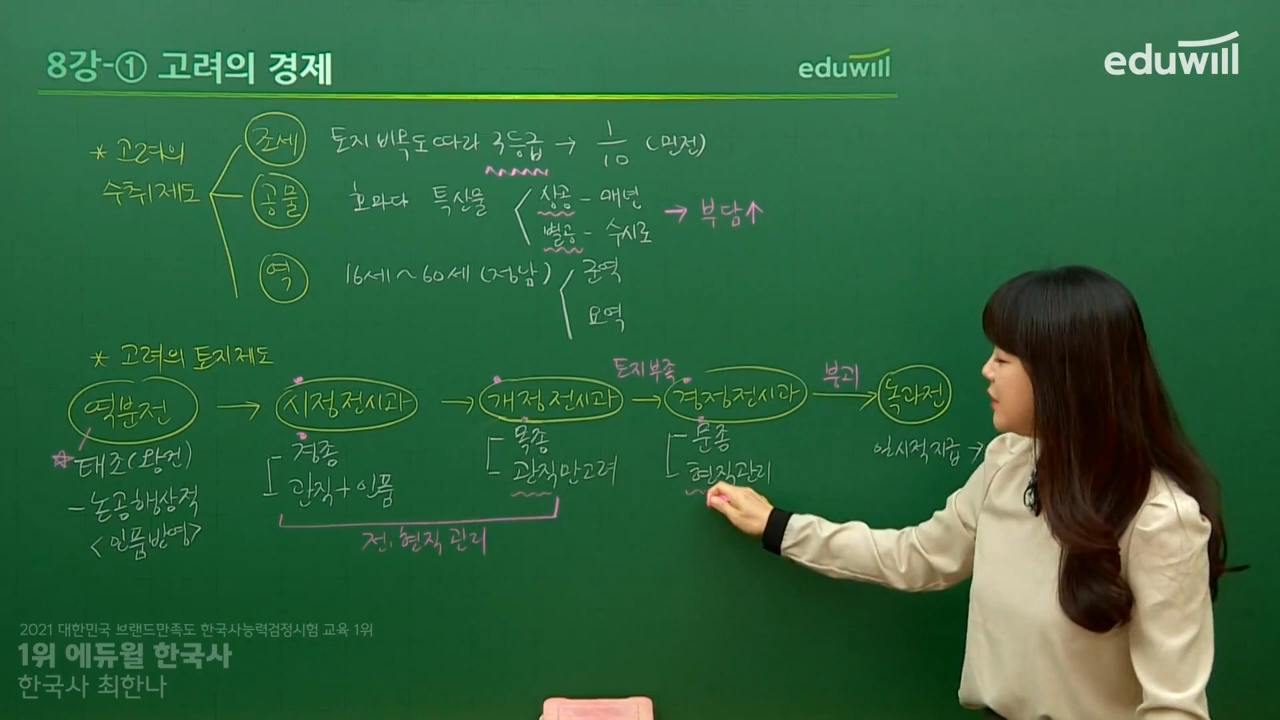 8강-① 고려의 경제
eduwill
eduwill
* 고려의
수취제도
조세 토지비옥도따라 3등급 → 1/10 (민전)
공물 호마다 특산물
상공 - 매년
별공 - 수시로
→ 부담↑
역 16세~60세 (정남)
군역
요역
* 고려의 토지제도
역분전 → 시정전시과 → 개정전시과 → 경정전시과 → 녹과전
토지부족
붕괴
☆ 태조(왕건)
- 논공행상적
<인품반영>
경종
관직+인품
목종
관직만고려
전·현직 관리
문종
현직관리
일시적지급 →
2021 대한민국 브랜드만족도 한국사능력검정시험 교육 1위
1위 에듀윌 한국사
한국사 최한나